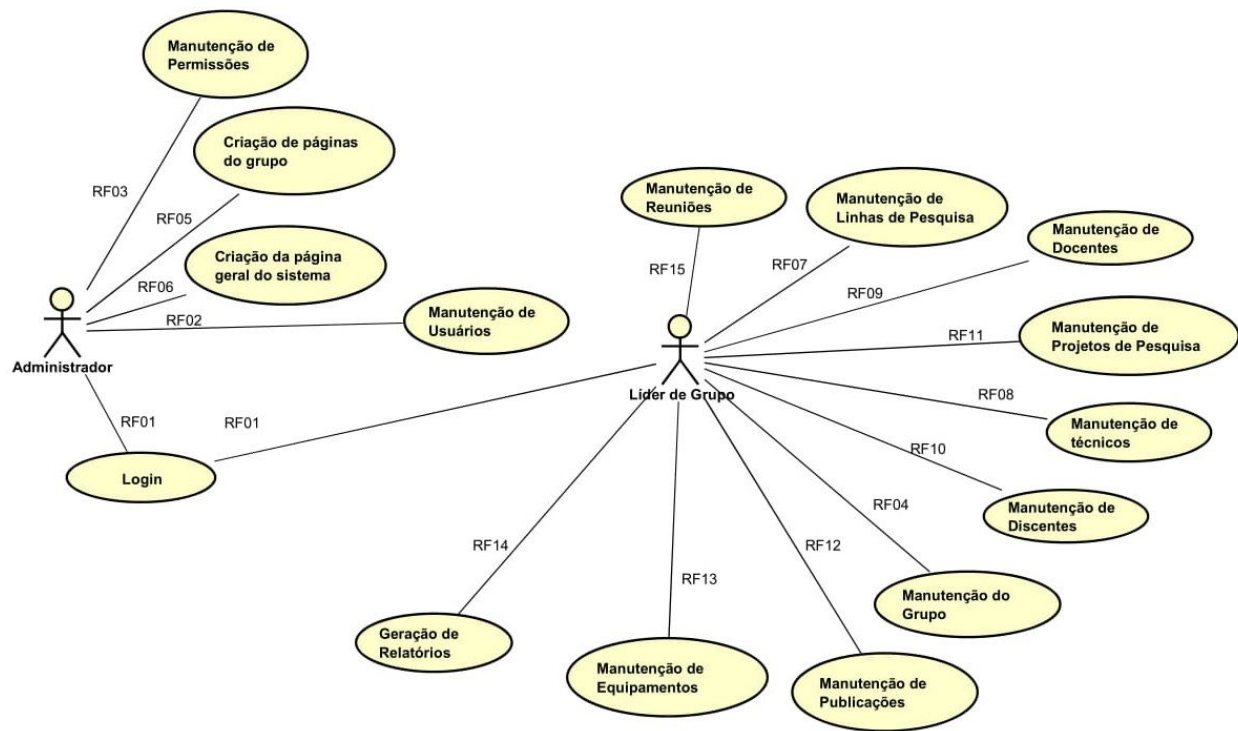 Manutenção de
Permissões
Criação de páginas
do grupo
RF03
RF05
Criação da página
geral do sistema
RF06
RF02
Manutenção de
Usuários
Administrador
RF01
RF01
Login
Manutenção de
Reuniões
Manutenção de
Linhas de Pesquisa
Manutenção de
Docentes
RF15
RF07
RF09
RF11
Manutenção de
Projetos de Pesquisa
Líder de Grupo
RF08
Manutenção de
técnicos
RF10
Manutenção de
Discentes
RF04
RF14
RF12
RF13
Manutenção do
Grupo
Geração de
Relatórios
Manutenção de
Equipamentos
Manutenção de
Publicações